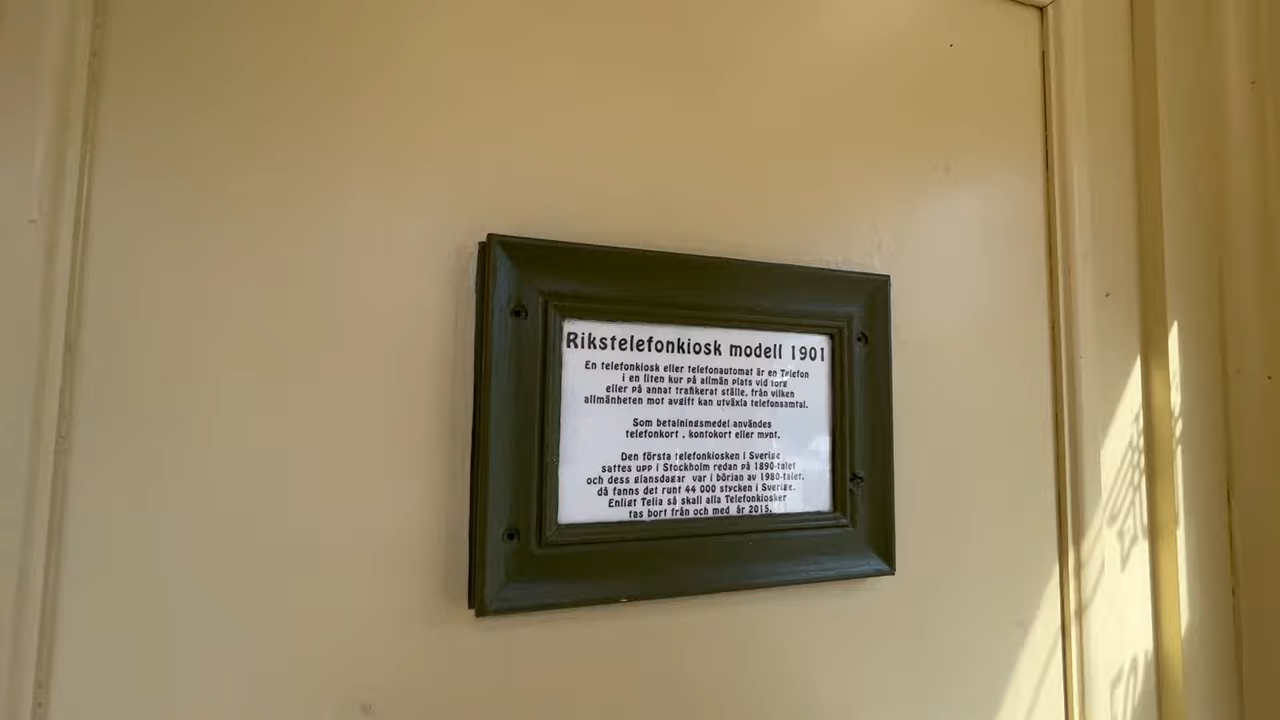 Rikstelefonkiosk modell 1901
En telefonkiosk eller telefonautomat är en Telefon
i en liten kur på allmän plats vid torg
eller på annat trafikerat ställe, från vilken
allmänheten mot avgift kan utväxla telefonsamtal.
Som betalningsmedel användes
telefonkort , kontokort eller mynt.
Den första telefonkiosken i Sverige
sattes upp i Stockholm redan på 1890-talet
och dess glansdagar var i början av 1980-talet,
då fanns det runt 44 000 stycken i Sverige.
Enligt Telia så skall alla Telefonkiosker
tas bort från och med år 2015.